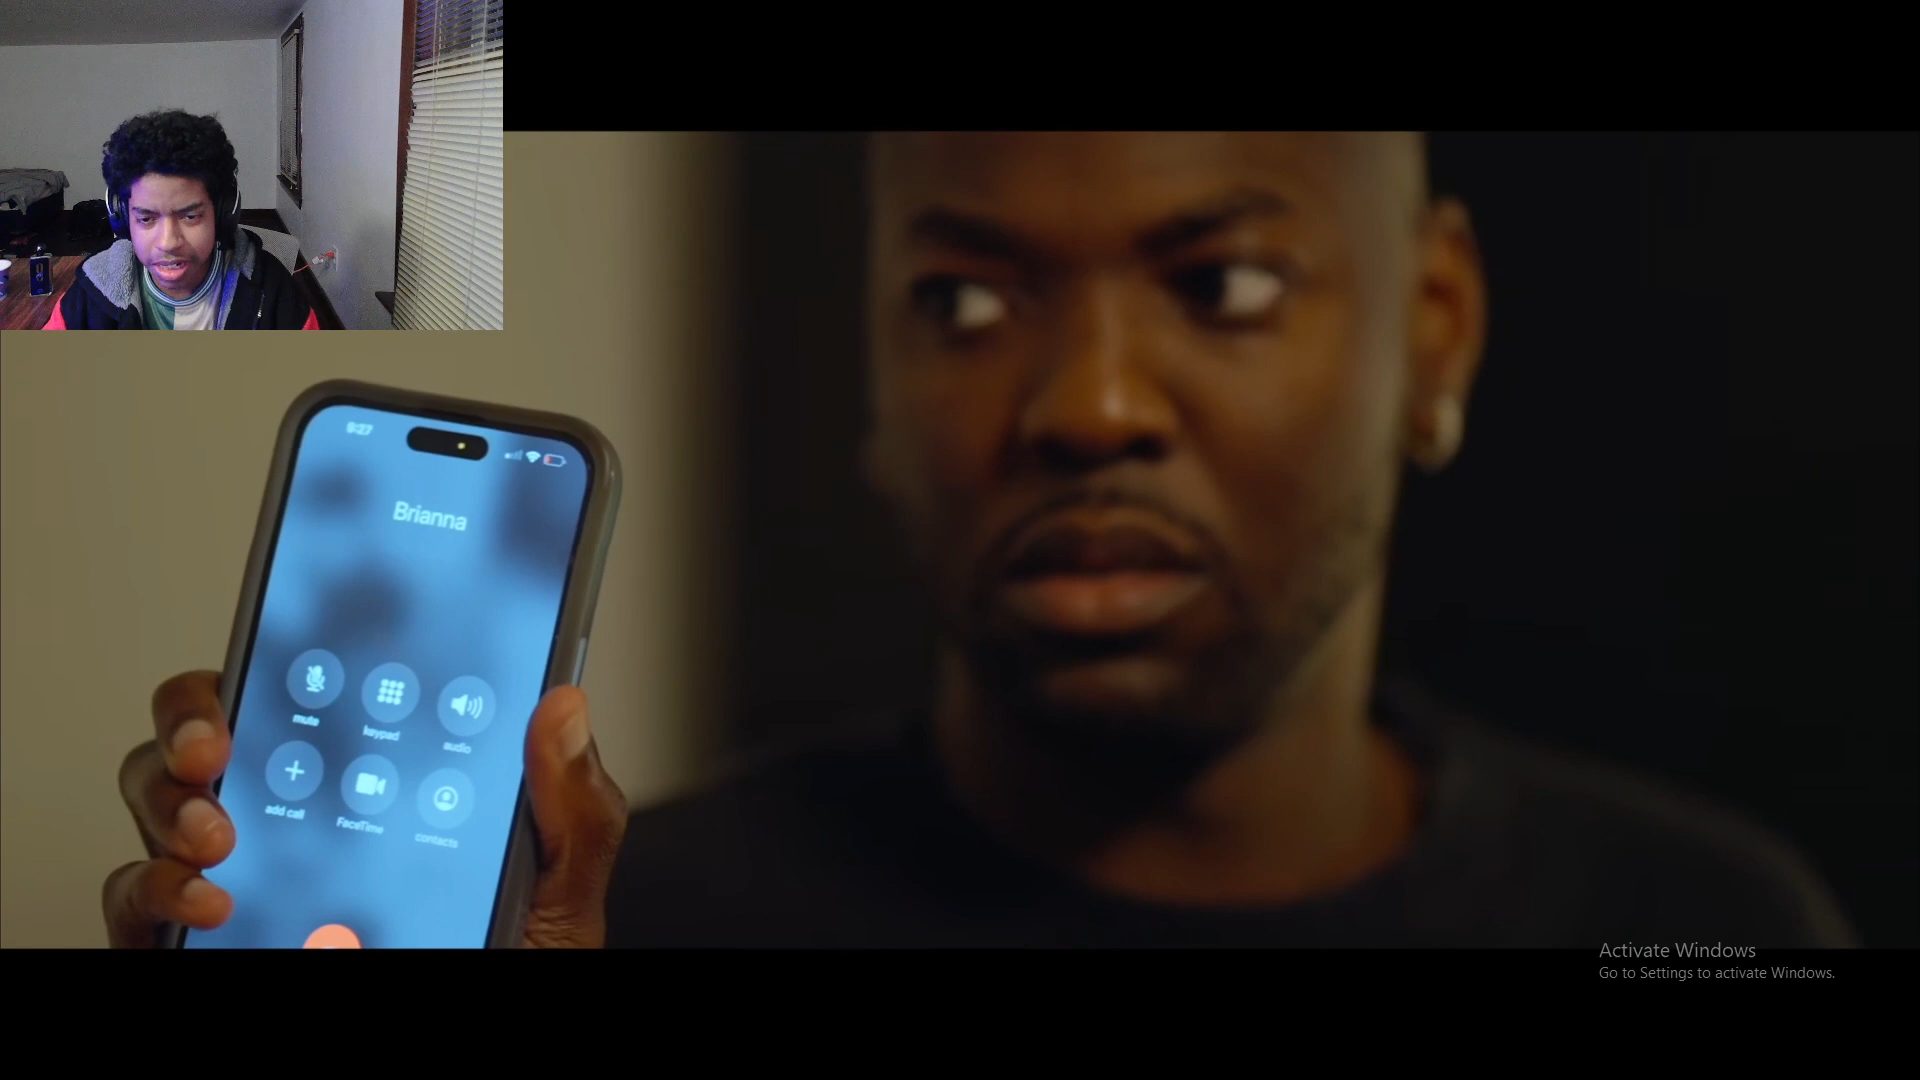 9:27
Brianna
mute
keypad
audio
add call
FaceTime
contacts
Activate Windows
Go to Settings to activate Windows.